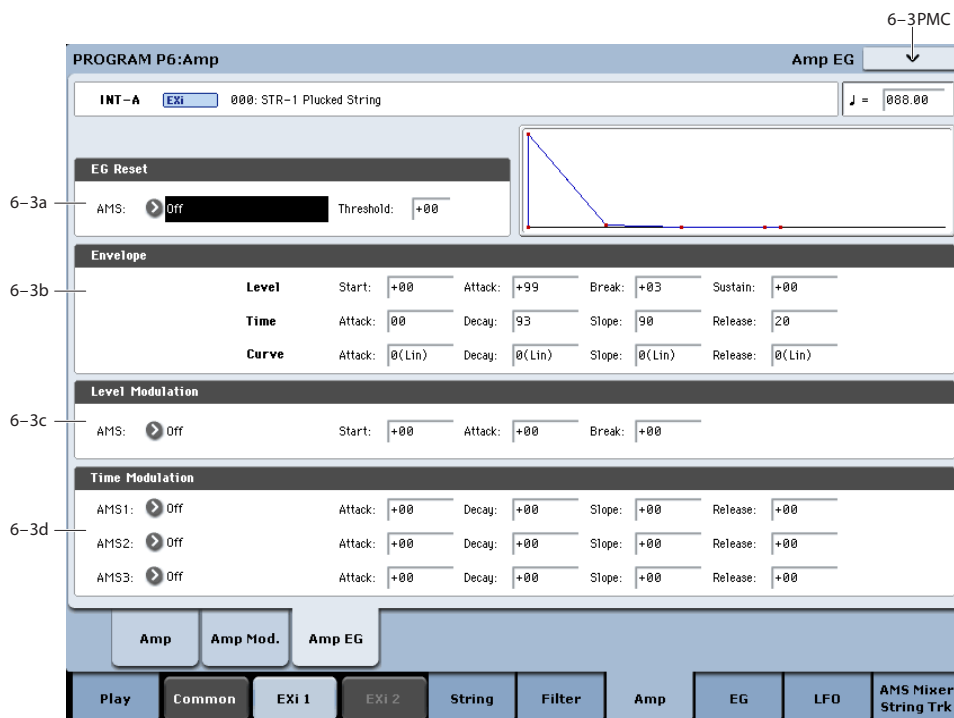 6–3PMC
PROGRAM P6:Amp
Amp EG
INT-A EXi 000: STR-1 Plucked String
♩ = 088.00
EG Reset
6–3a
AMS: Off Threshold: +00
Envelope
6–3b
Level Start: +00 Attack: +99 Break: +03 Sustain: +00
Time Attack: 00 Decay: 93 Slope: 90 Release: 20
Curve Attack: 0(Lin) Decay: 0(Lin) Slope: 0(Lin) Release: 0(Lin)
Level Modulation
6–3c
AMS: Off Start: +00 Attack: +00 Break: +00
Time Modulation
AMS1: Off Attack: +00 Decay: +00 Slope: +00 Release: +00
6–3d
AMS2: Off Attack: +00 Decay: +00 Slope: +00 Release: +00
AMS3: Off Attack: +00 Decay: +00 Slope: +00 Release: +00
Amp Amp Mod. Amp EG
Play Common EXi 1 EXi 2 String Filter Amp EG LFO AMS Mixer
String Trk